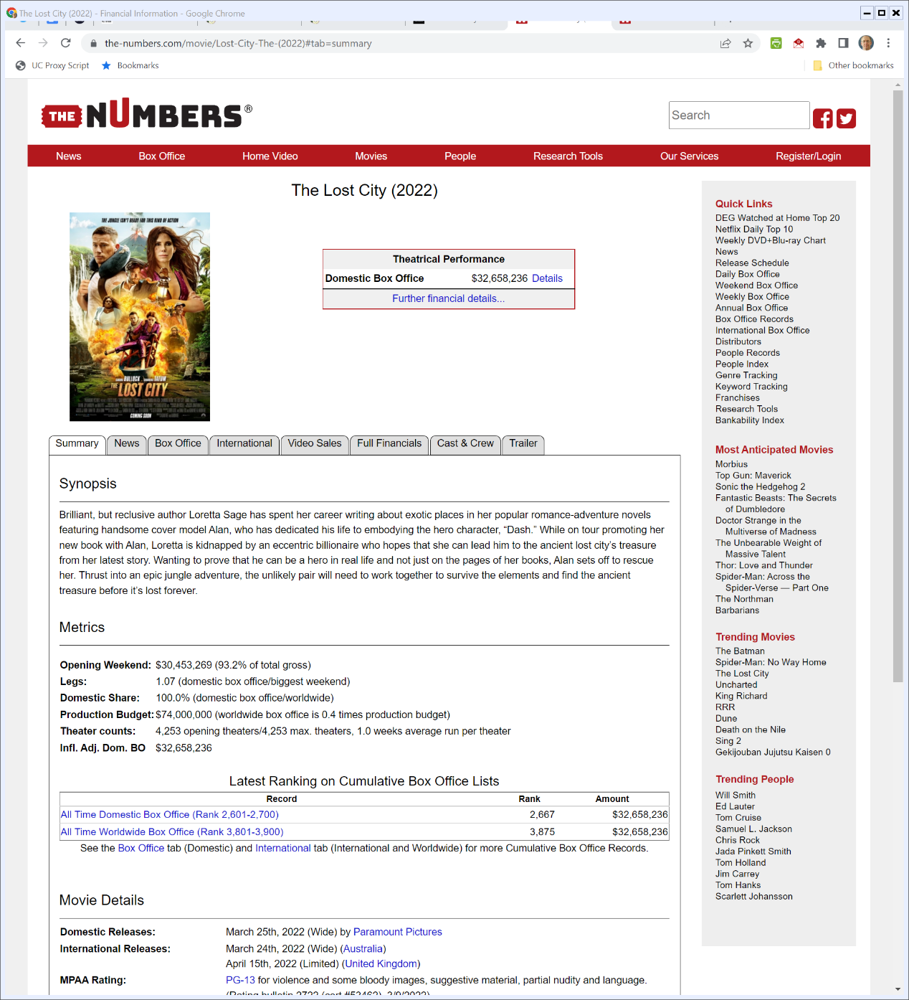 The Lost City (2022) - Financial Information - Google Chrome
the-numbers.com/movie/Lost-City-The-(2022)#tab=summary
UC Proxy Script
Bookmarks
Other bookmarks
THE NUMBERS®
Search
News
Box Office
Home Video
Movies
People
Research Tools
Our Services
Register/Login
The Lost City (2022)
THE JUNGLE ISN'T READY FOR THIS KIND OF ACTION
BULLOCK TATUM
THE LOST CITY
COMING SOON
Theatrical Performance
Domestic Box Office $32,658,236 Details
Further financial details...
Summary
News
Box Office
International
Video Sales
Full Financials
Cast & Crew
Trailer
Synopsis
Brilliant, but reclusive author Loretta Sage has spent her career writing about exotic places in her popular romance-adventure novels
featuring handsome cover model Alan, who has dedicated his life to embodying the hero character, “Dash.” While on tour promoting her
new book with Alan, Loretta is kidnapped by an eccentric billionaire who hopes that she can lead him to the ancient lost city’s treasure
from her latest story. Wanting to prove that he can be a hero in real life and not just on the pages of her books, Alan sets off to rescue
her. Thrust into an epic jungle adventure, the unlikely pair will need to work together to survive the elements and find the ancient
treasure before it’s lost forever.
Metrics
Opening Weekend: $30,453,269 (93.2% of total gross)
Legs: 1.07 (domestic box office/biggest weekend)
Domestic Share: 100.0% (domestic box office/worldwide)
Production Budget: $74,000,000 (worldwide box office is 0.4 times production budget)
Theater counts: 4,253 opening theaters/4,253 max. theaters, 1.0 weeks average run per theater
Infl. Adj. Dom. BO $32,658,236
Latest Ranking on Cumulative Box Office Lists
Record Rank Amount
All Time Domestic Box Office (Rank 2,601-2,700) 2,667 $32,658,236
All Time Worldwide Box Office (Rank 3,801-3,900) 3,875 $32,658,236
See the Box Office tab (Domestic) and International tab (International and Worldwide) for more Cumulative Box Office Records.
Movie Details
Domestic Releases: March 25th, 2022 (Wide) by Paramount Pictures
International Releases: March 24th, 2022 (Wide) (Australia)
April 15th, 2022 (Limited) (United Kingdom)
MPAA Rating: PG-13 for violence and some bloody images, suggestive material, partial nudity and language.
(Rating bulletin 2722 (cert #53462), 3/9/2022)
Quick Links
DEG Watched at Home Top 20
Netflix Daily Top 10
Weekly DVD+Blu-ray Chart
News
Release Schedule
Daily Box Office
Weekend Box Office
Weekly Box Office
Annual Box Office
Box Office Records
International Box Office
Distributors
People Records
People Index
Genre Tracking
Keyword Tracking
Franchises
Research Tools
Bankability Index
Most Anticipated Movies
Morbius
Top Gun: Maverick
Sonic the Hedgehog 2
Fantastic Beasts: The Secrets
of Dumbledore
Doctor Strange in the
Multiverse of Madness
The Unbearable Weight of
Massive Talent
Thor: Love and Thunder
Spider-Man: Across the
Spider-Verse — Part One
The Northman
Barbarians
Trending Movies
The Batman
Spider-Man: No Way Home
The Lost City
Uncharted
King Richard
RRR
Dune
Death on the Nile
Sing 2
Gekijouban Jujutsu Kaisen 0
Trending People
Will Smith
Ed Lauter
Tom Cruise
Samuel L. Jackson
Chris Rock
Jada Pinkett Smith
Tom Holland
Jim Carrey
Tom Hanks
Scarlett Johansson